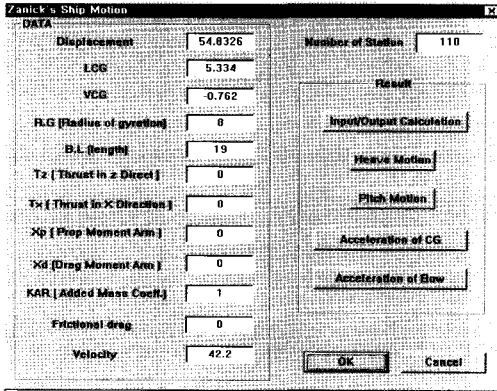 Zanick's Ship Motion
DATA
Displacement 54.8326
LCG 5.334
VCG -0.762
R.G [Radius of gyration] 8
B.L [length] 19
Tz [ Thrust in z Direct ] 0
Tx [ Thrust in X Direction ] 0
Xp [ Prop Moment Arm ] 0
Xd [Drag Moment Arm ] 0
KAR [ Added Mass Coeff.] 1
Frictional drag 0
Velocity 42.2
Number of Station 110
Result
Input/Output Calculation
Heave Motion
Pitch Motion
Acceleration of CG
Acceleration of Bow
OK
Cancel